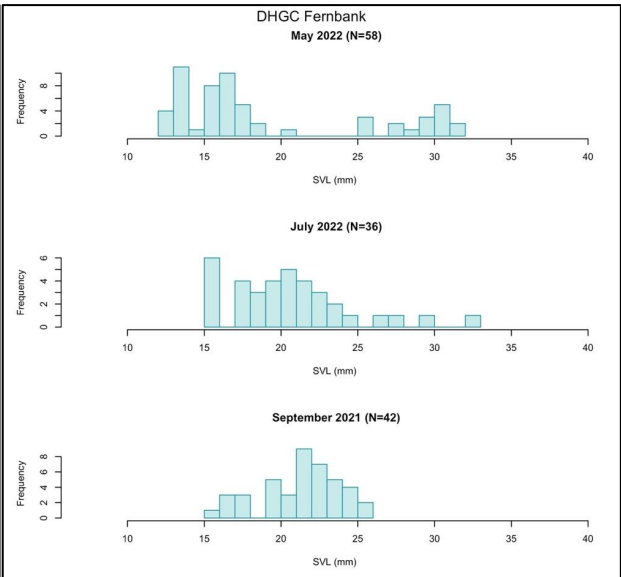 DHGC Fernbank
May 2022 (N=58)
Frequency
0 4 8
10 15 20 25 30 35 40
SVL (mm)
July 2022 (N=36)
Frequency
0 2 4 6
10 15 20 25 30 35 40
SVL (mm)
September 2021 (N=42)
Frequency
0 2 4 6 8
10 15 20 25 30 35 40
SVL (mm)